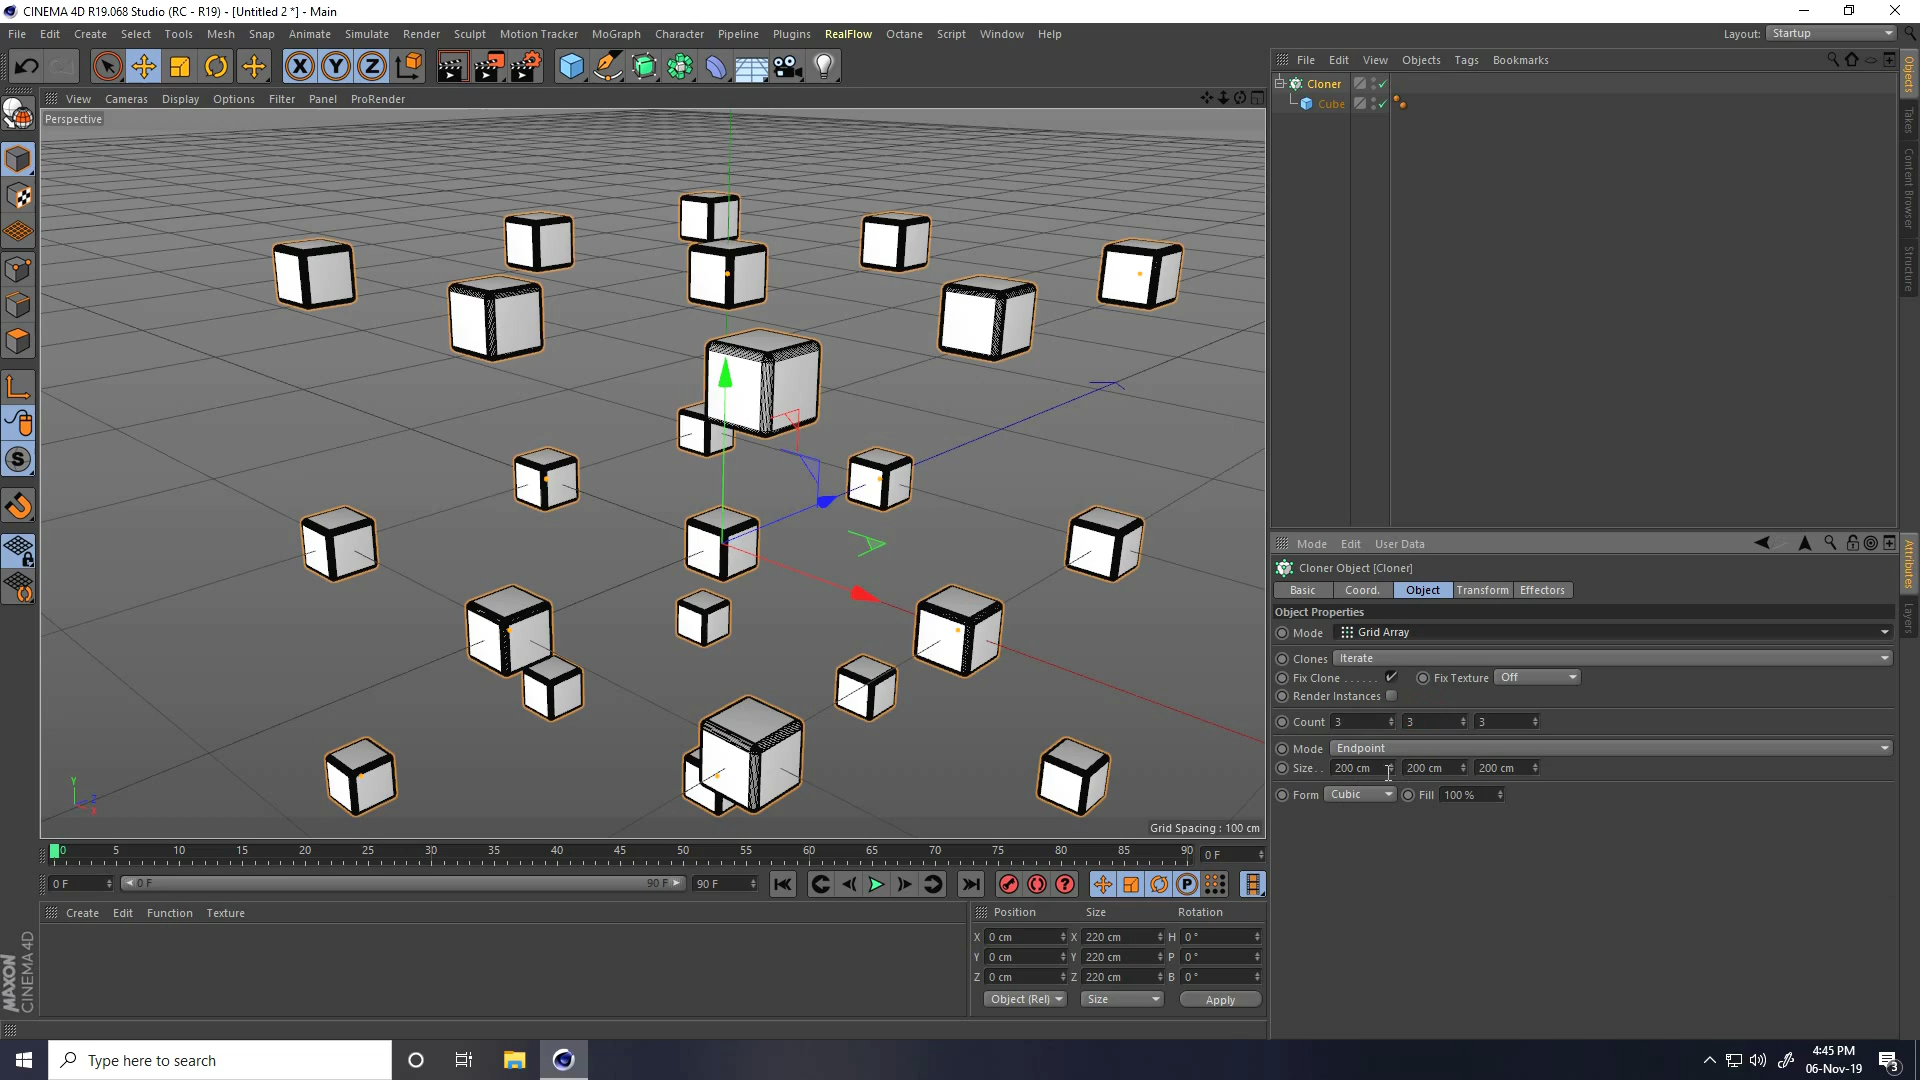 CINEMA 4D R19.068 Studio (RC - R19) - [Untitled 2 *] - Main
File Edit Create Select Tools Mesh Snap Animate Simulate Render Sculpt Motion Tracker MoGraph Character Pipeline Plugins RealFlow Octane Script Window Help Layout: Startup
File Edit View Objects Tags Bookmarks
View Cameras Display Options Filter Panel ProRender
Perspective
Cloner
Cube
Objects
Takes
Content Browser
Structure
Mode Edit User Data
Cloner Object [Cloner]
Basic Coord. Object Transform Effectors
Object Properties
Mode Grid Array
Clones Iterate
Fix Clone . . . . . . Fix Texture Off
Render Instances
Count 3 3 3
Mode Endpoint
Size. . 200 cm 200 cm 200 cm
Form Cubic Fill 100 %
Attributes
Layers
Y
Z
X
Grid Spacing : 100 cm
0 5 10 15 20 25 30 35 40 45 50 55 60 65 70 75 80 85 90 0 F
0 F 0 F 90 F 90 F
Create Edit Function Texture
Position Size Rotation
X 0 cm X 220 cm H 0 °
Y 0 cm Y 220 cm P 0 °
Z 0 cm Z 220 cm B 0 °
Object (Rel) Size Apply
MAXON
CINEMA 4D
Type here to search
4:45 PM
06-Nov-19
3